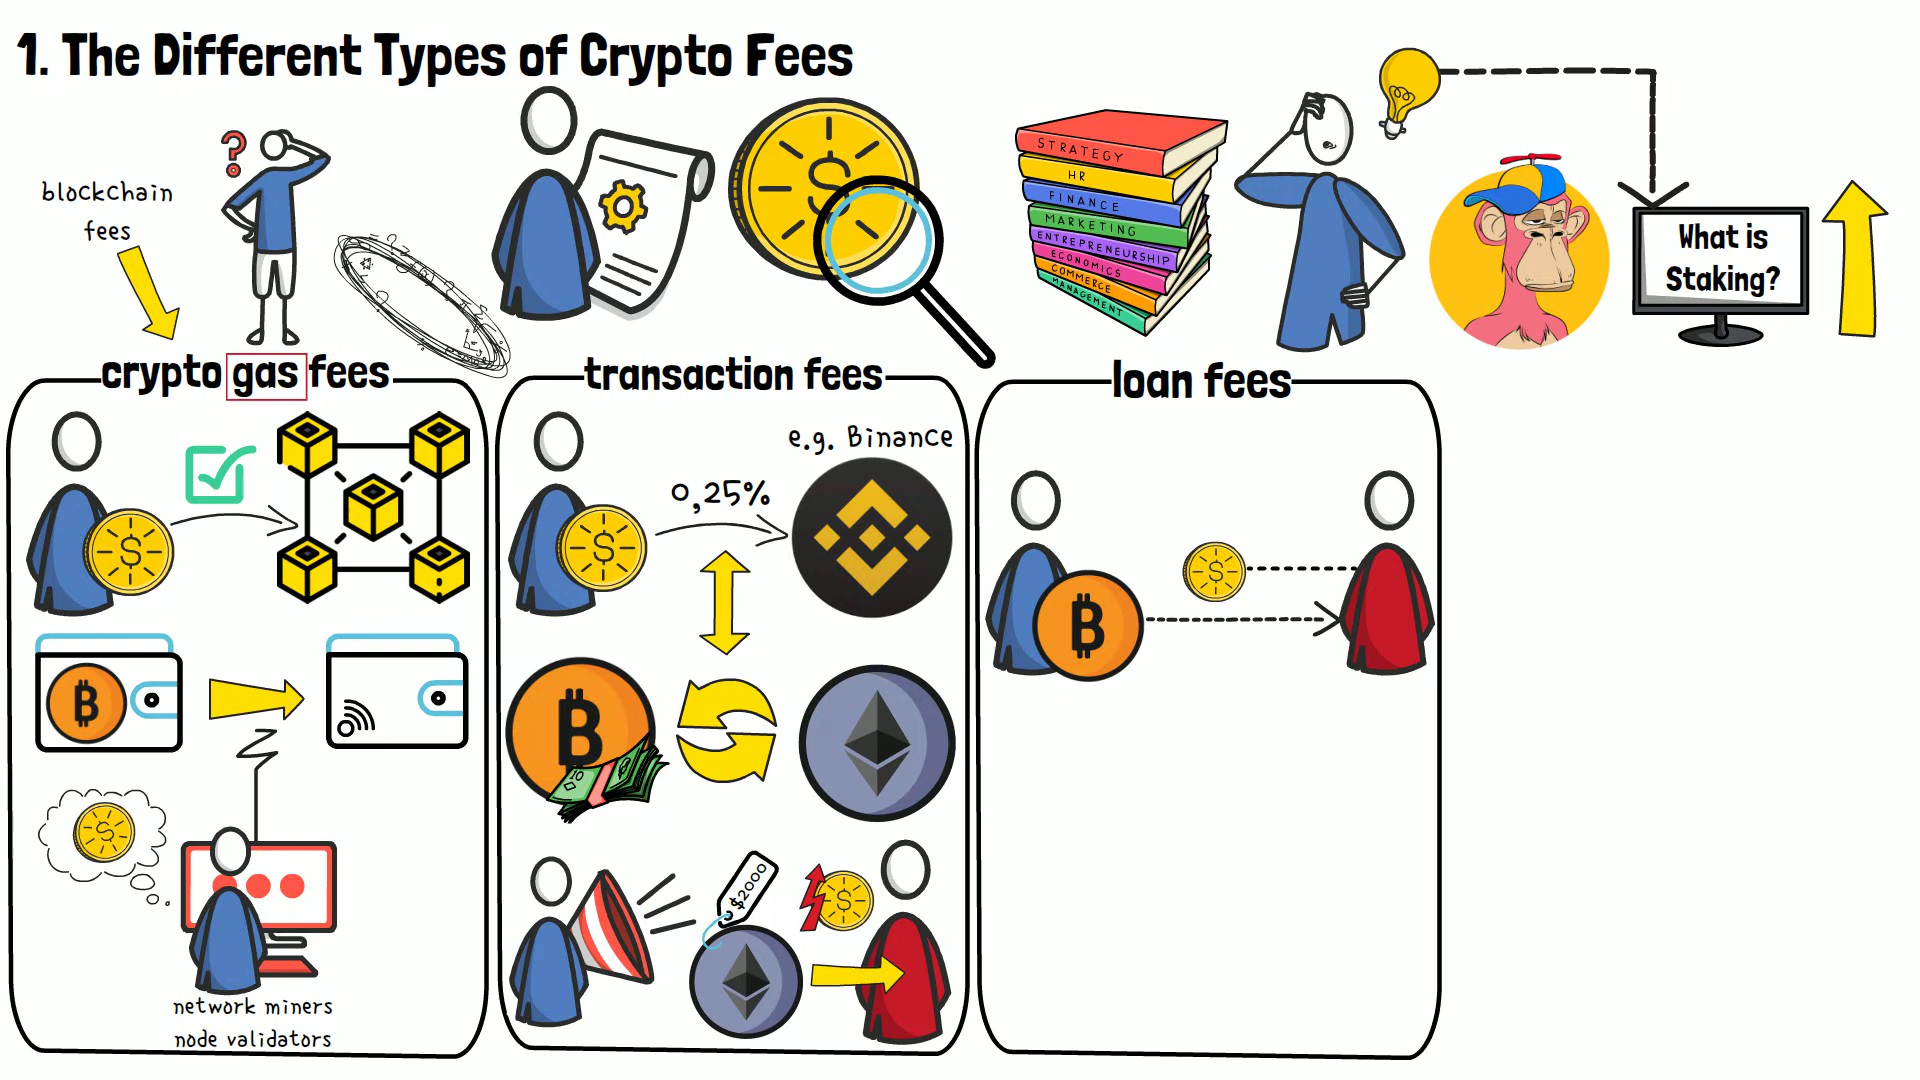 1. The Different Types of Crypto Fees
blockchain
fees
STRATEGY
HR
FINANCE
MARKETING
ENTREPRENEURSHIP
ECONOMICS
COMMERCE
MANAGEMENT
What is
Staking?
crypto gas fees
transaction fees
loan fees
e.g. Binance
0,25%
10
$2000
network miners
node validators